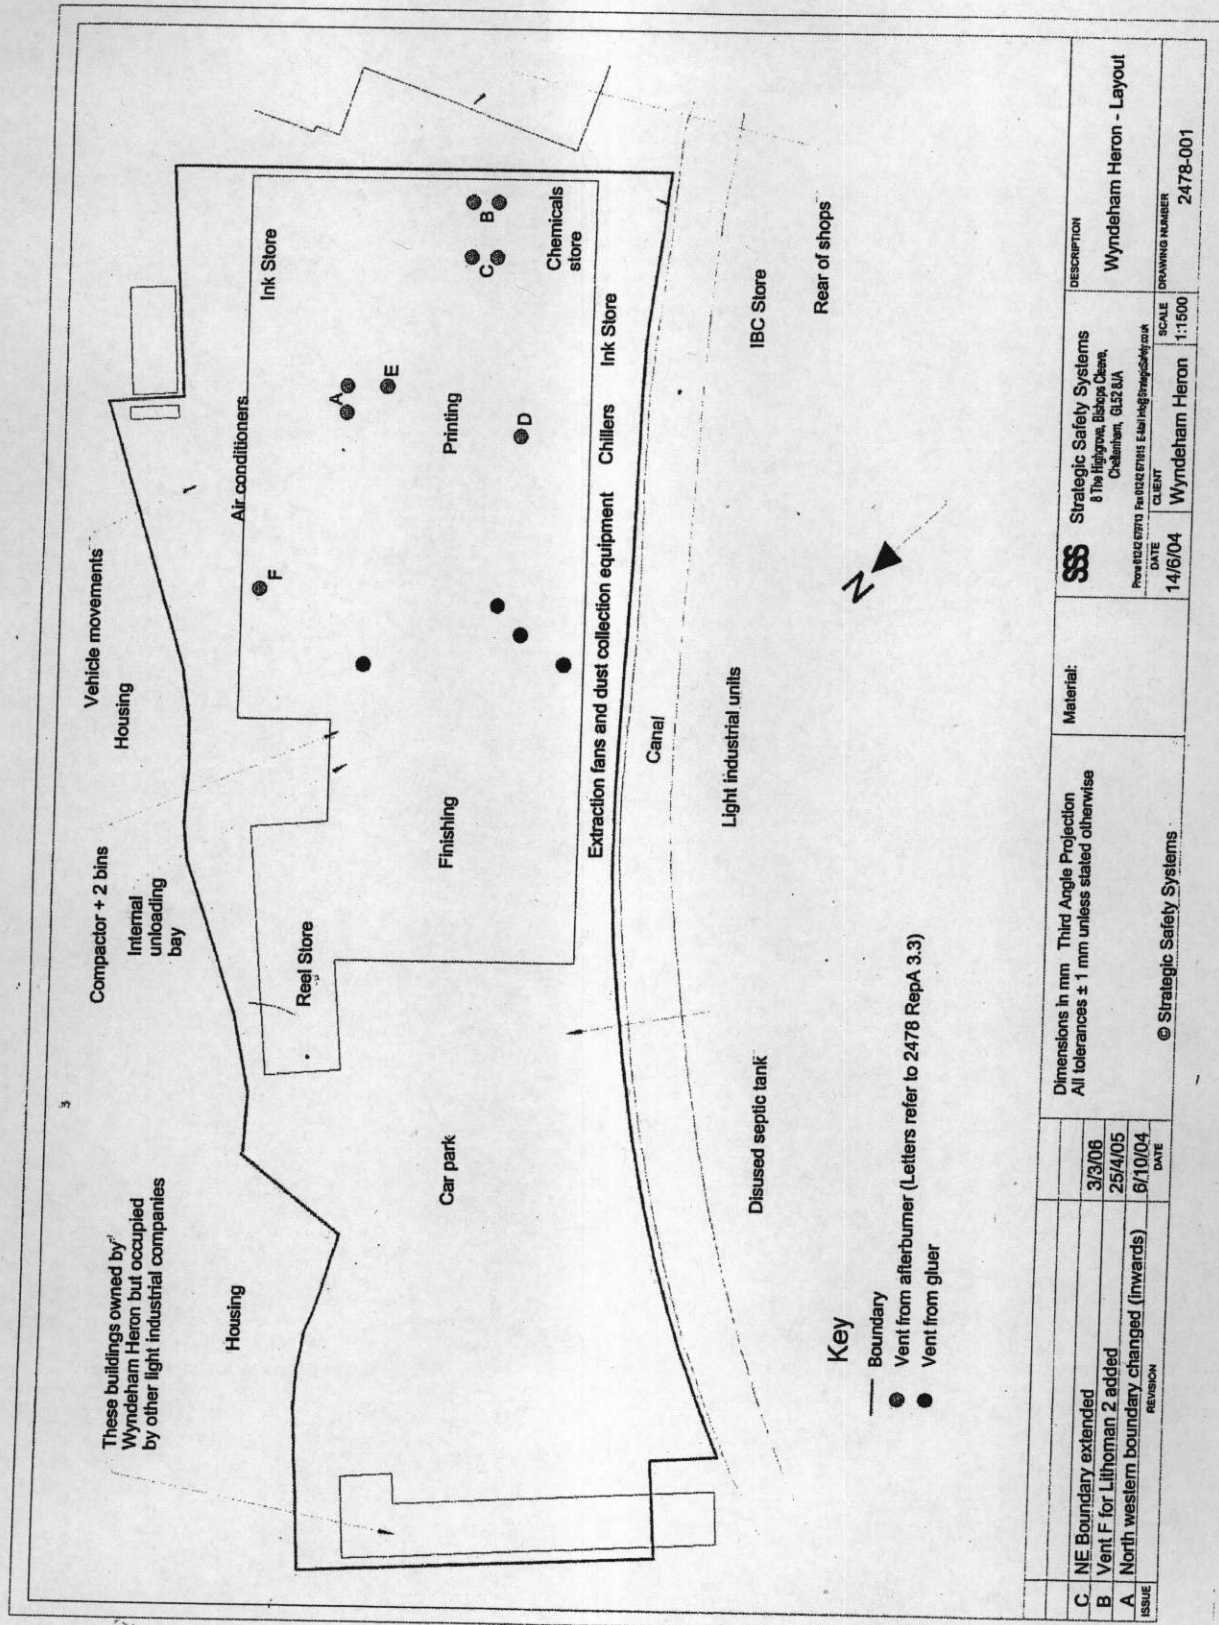 These buildings owned by
Wyndeham Heron but occupied
by other light industrial companies
Housing
Compactor + 2 bins
Internal
unloading
bay
Vehicle movements
Housing
Reel Store
Air conditioners
Ink Store
F
A
E
B
C
D
Car park
Finishing
Printing
Chemicals
store
Extraction fans and dust collection equipment
Chillers
Ink Store
Canal
Disused septic tank
Light industrial units
IBC Store
Rear of shops
N
Key
Boundary
Vent from afterburner (Letters refer to 2478 RepA 3.3)
Vent from gluer
C NE Boundary extended 3/3/06
B Vent F for Lithoman 2 added 25/4/05
A North western boundary changed (inwards) 6/10/04
ISSUE REVISION DATE
Dimensions in mm Third Angle Projection
All tolerances ± 1 mm unless stated otherwise
© Strategic Safety Systems
Material:
SSS Strategic Safety Systems
8 The Highgrove, Bishops Cleeve,
Cheltenham, GL52 8JA
DATE
14/6/04
CLIENT
Wyndeham Heron
SCALE
1:1500
DESCRIPTION
Wyndeham Heron - Layout
DRAWING NUMBER
2478-001